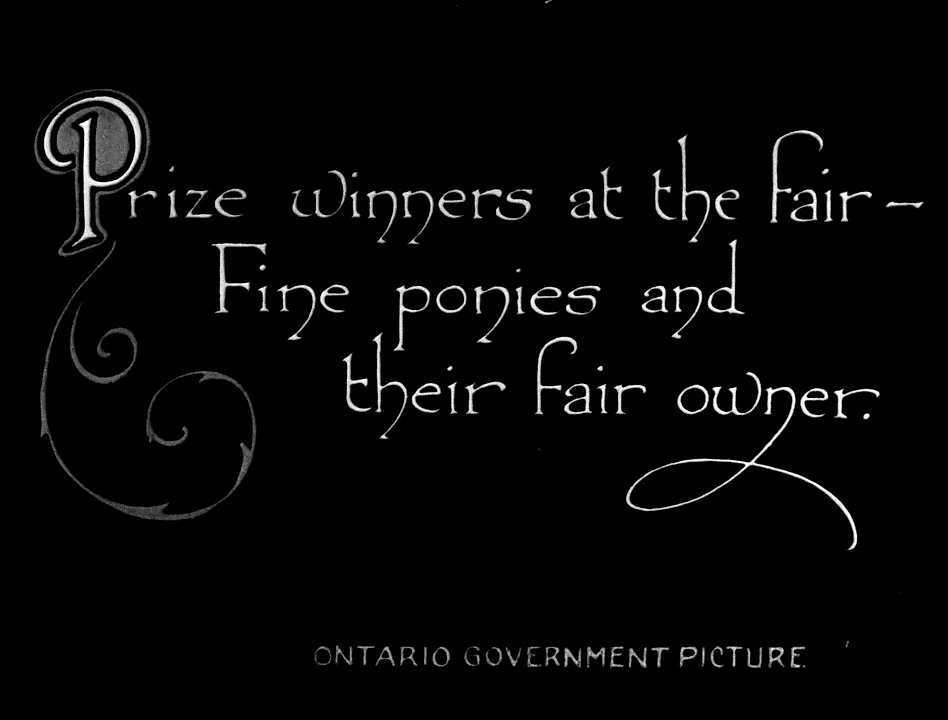 Prize winners at the fair—
Fine ponies and
their fair owner.
ONTARIO GOVERNMENT PICTURE.